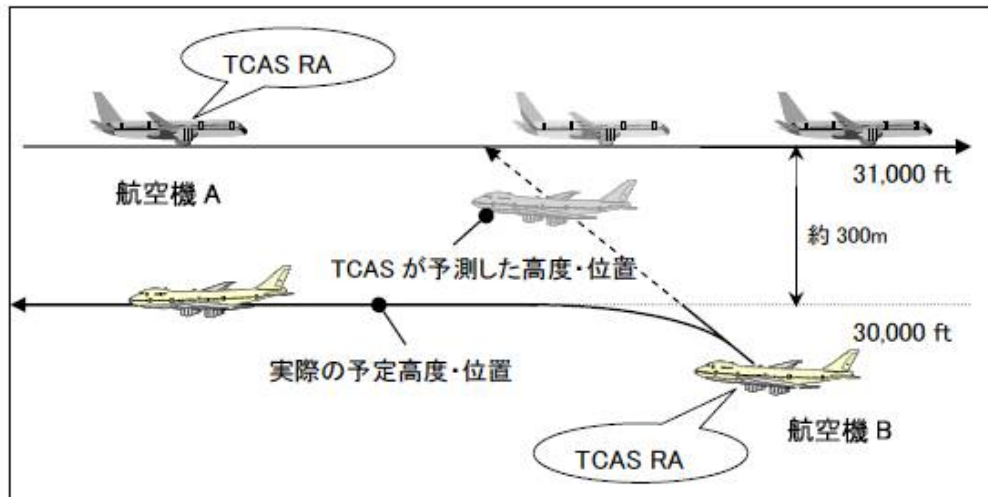 TCAS RA
航空機 A
31,000 ft
約 300m
TCAS が予測した高度・位置
30,000 ft
実際の予定高度・位置
航空機 B
TCAS RA